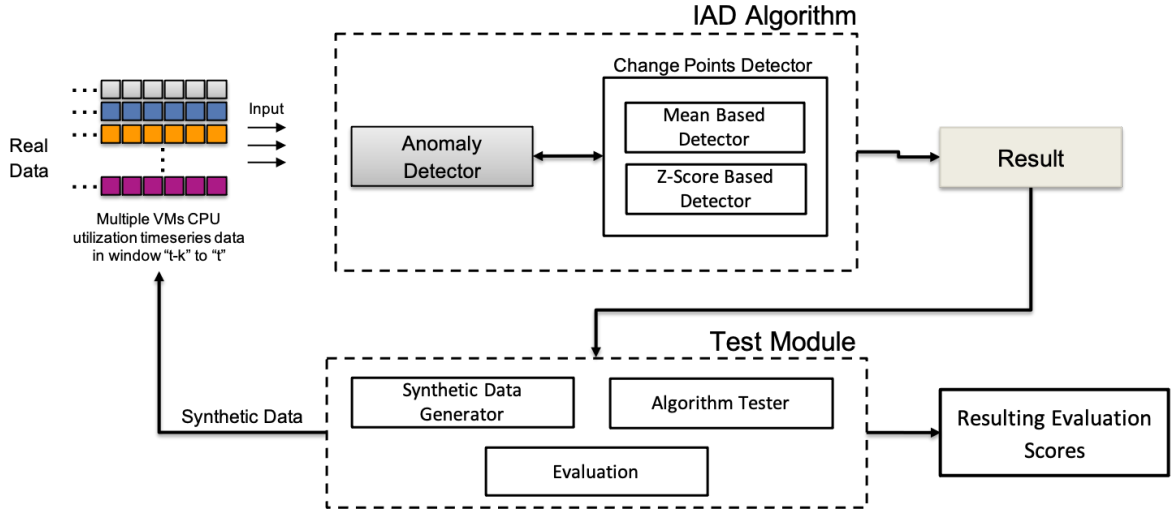 IAD Algorithm
Change Points Detector
Input
Real
Data
Mean Based
Detector
Anomaly
Detector
Z-Score Based
Detector
Result
Multiple VMs CPU
utilization timeseries data
in window “t-k” to “t”
Test Module
Synthetic Data
Generator
Algorithm Tester
Synthetic Data
Evaluation
Resulting Evaluation
Scores